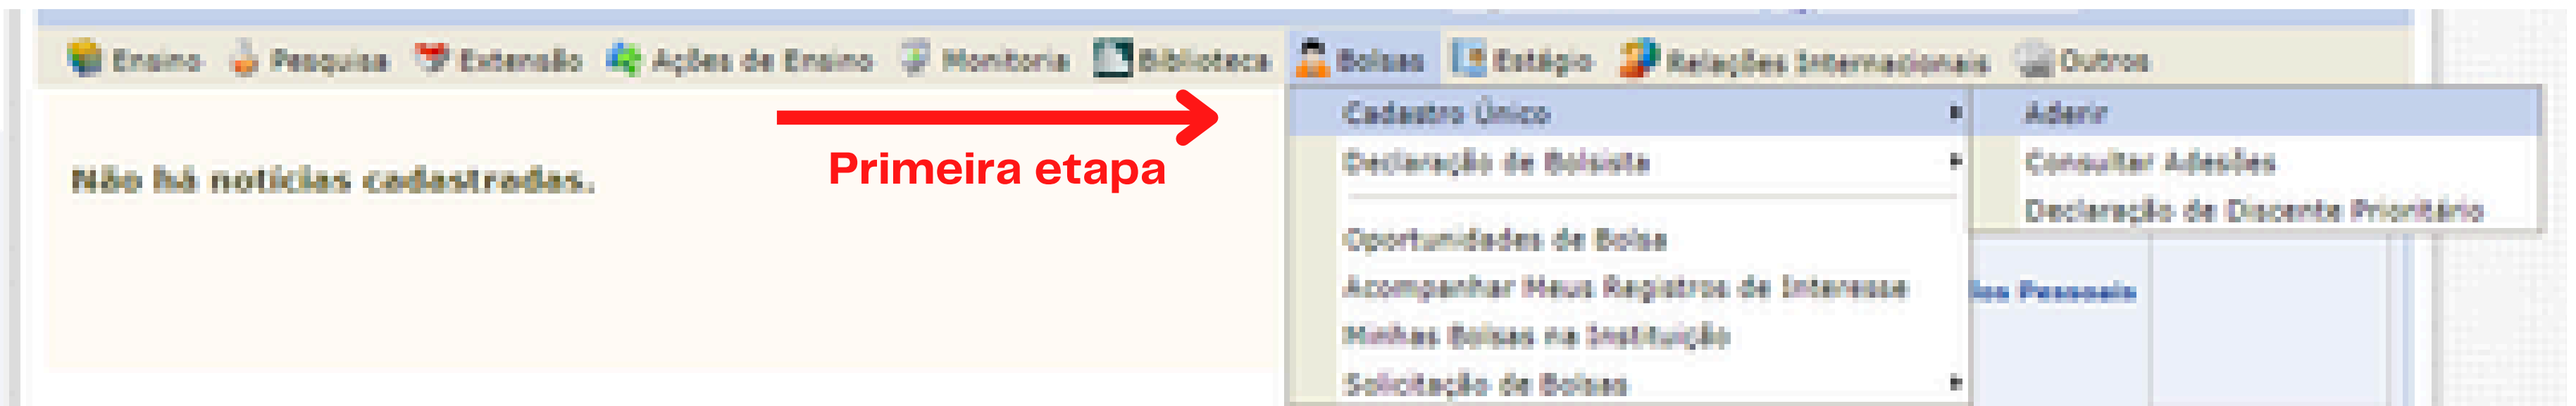 Ensino Pesquisa Extensão Ações de Ensino Monitoria Biblioteca Bolsas Estágio Relações Internacionais Outros
Cadastro Único Aderir
Primeira etapa
Não há notícias cadastradas.
Declaração de Bolsista Consultar Adesões
Declaração de Discente Prioritário
Oportunidades de Bolsa
Acompanhar Meus Registros de Interesse
os Pessoais
Minhas Bolsas na Instituição
Solicitação de Bolsas